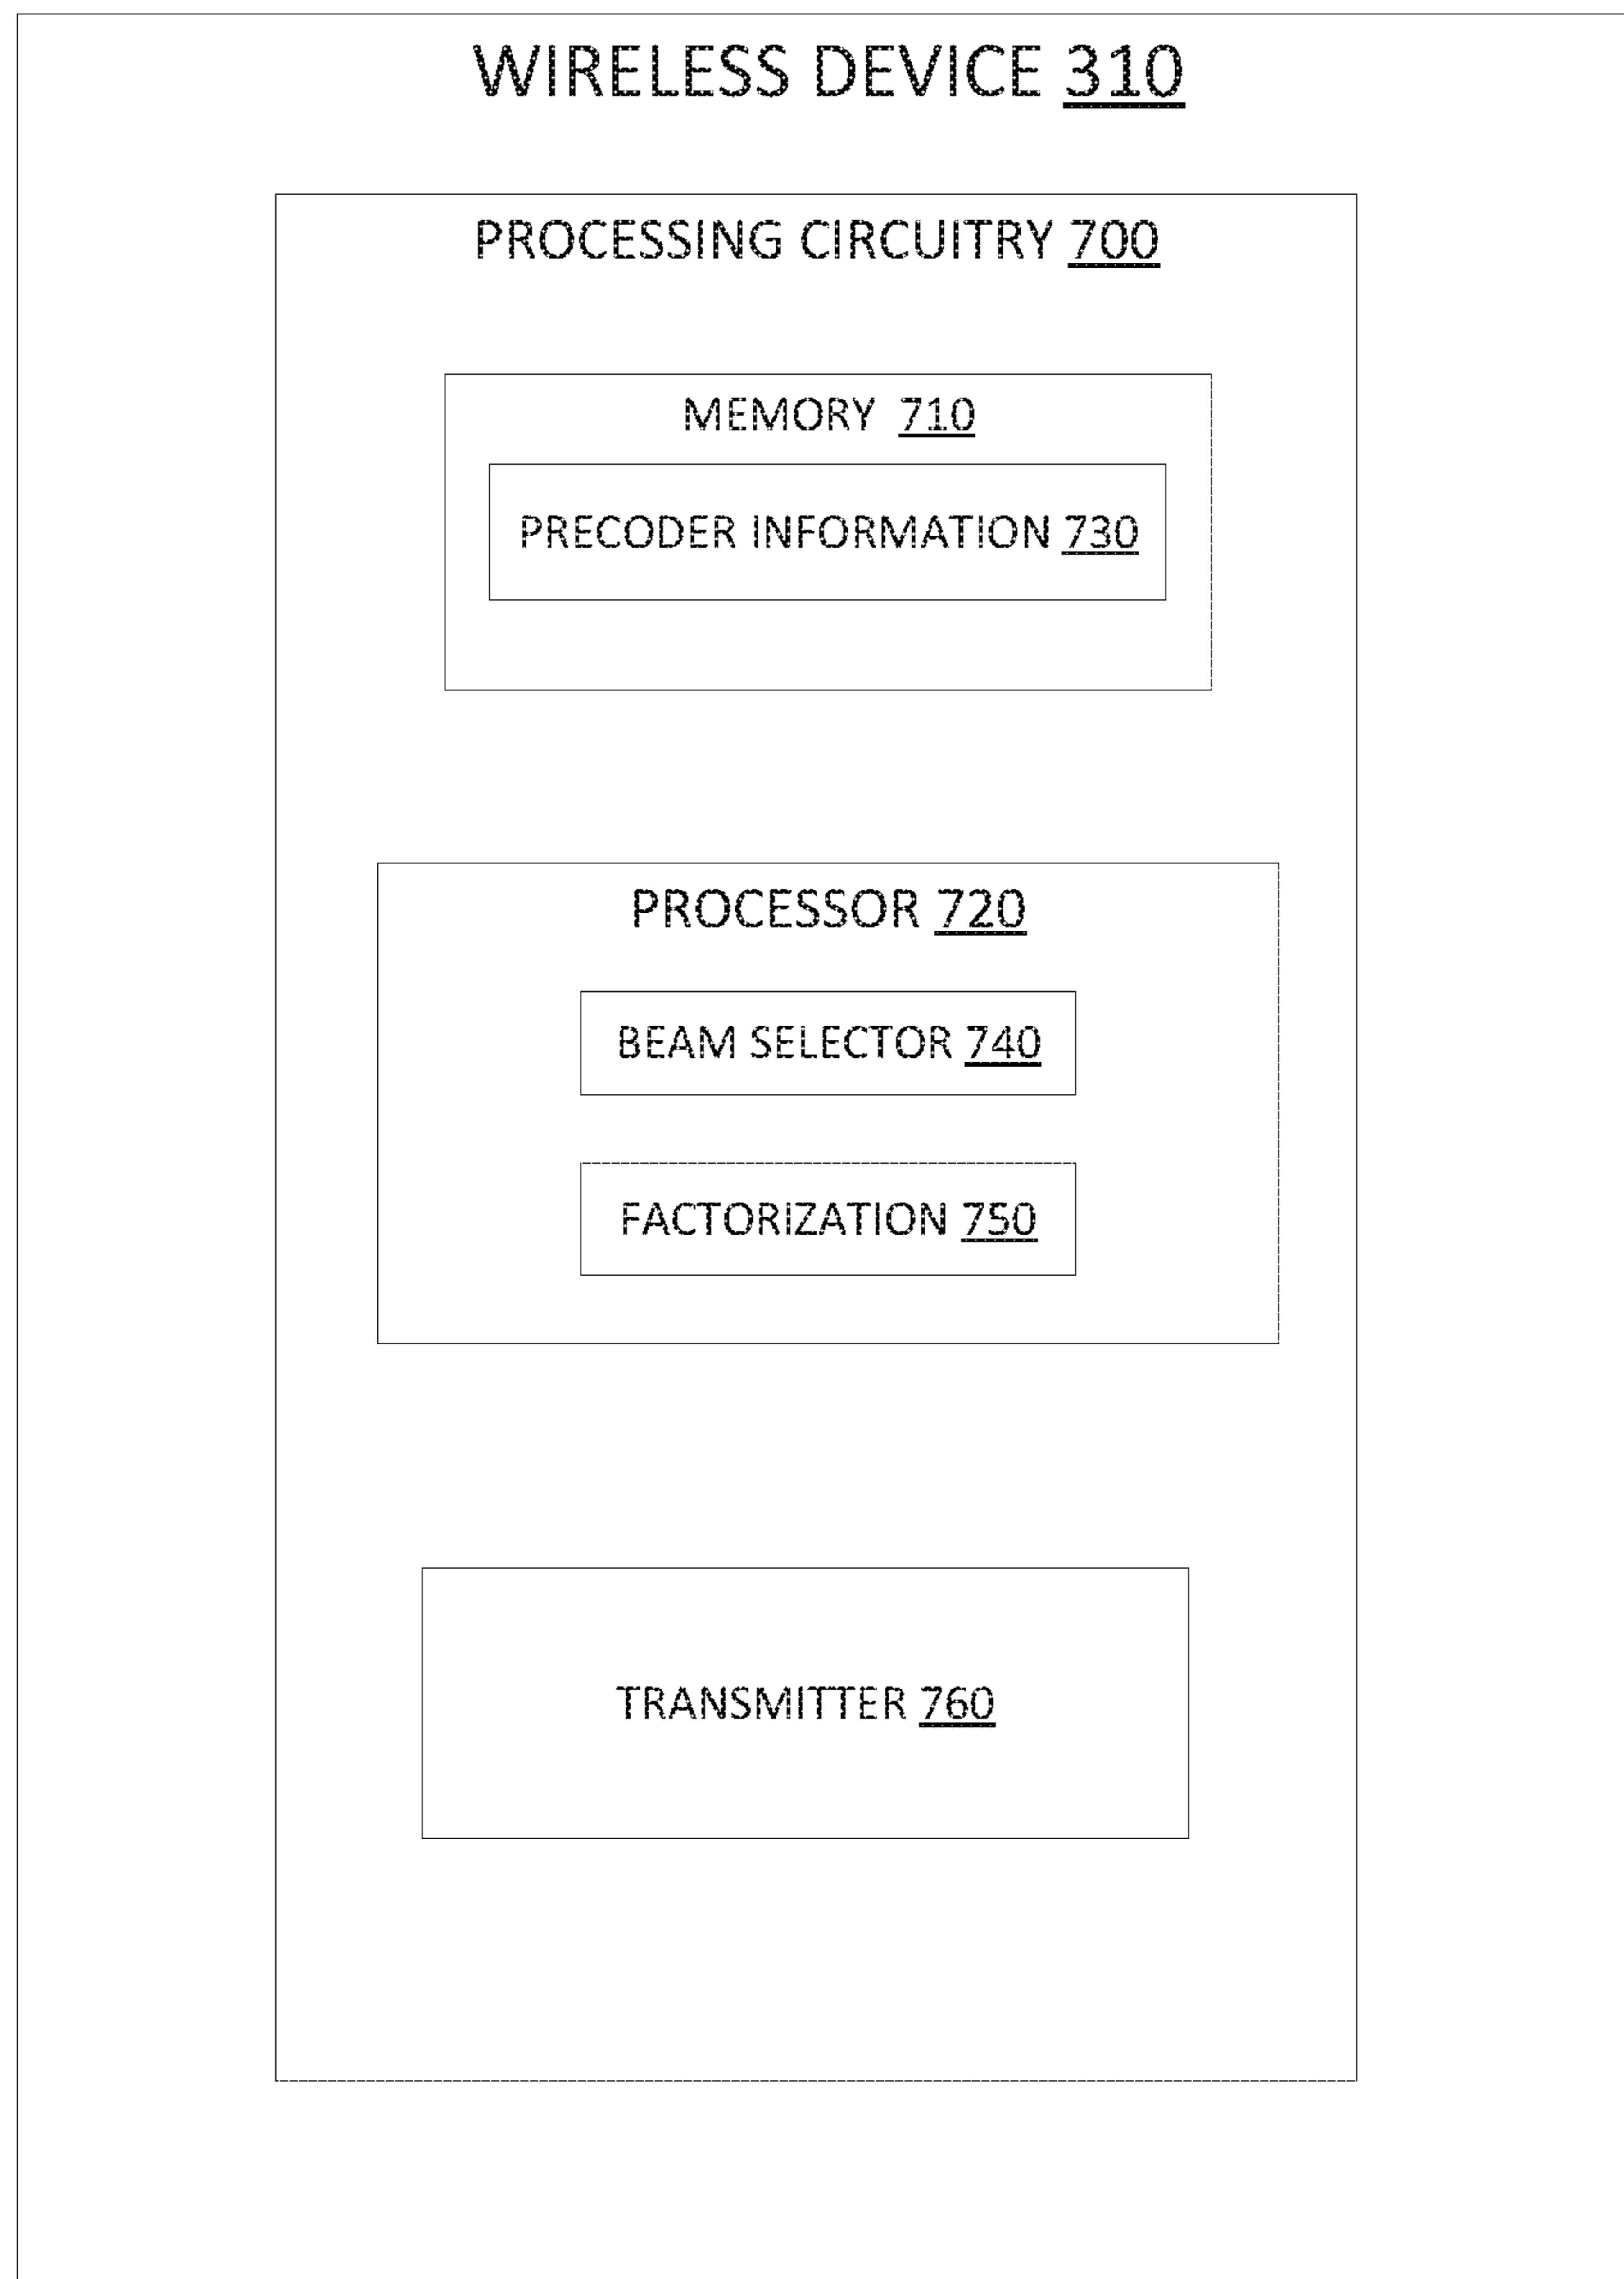 WIRELESS DEVICE 310
PROCESSING CIRCUITRY 700
MEMORY 710
PRECODER INFORMATION 730
PROCESSOR 720
BEAM SELECTOR 740
FACTORIZATION 750
TRANSMITTER 760